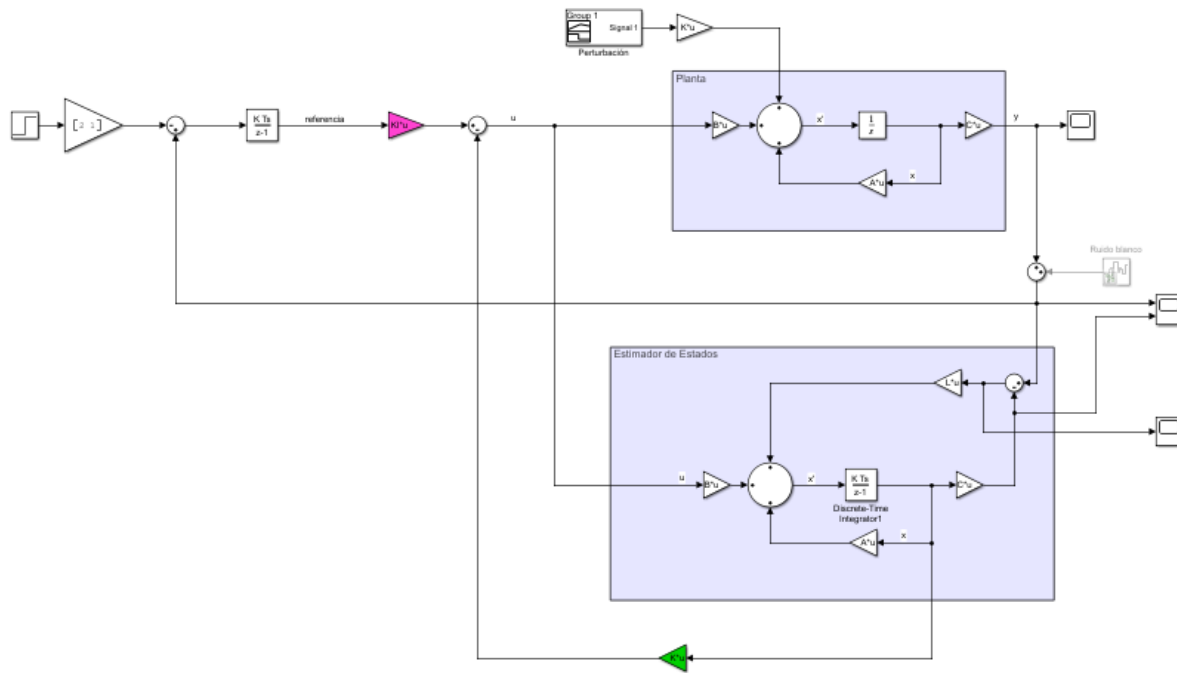 Group 1
Signal 1
Perturbación
K*u
Planta
[2 1]
K Ts
z-1
referencia
KI*u
u
B*u
x'
1
s
C*u
y
A*u
x
Ruido blanco
Estimador de Estados
L*u
u
B*u
x'
K Ts
z-1
C*u
Discrete-Time
Integrator1
A*u
x
K*u